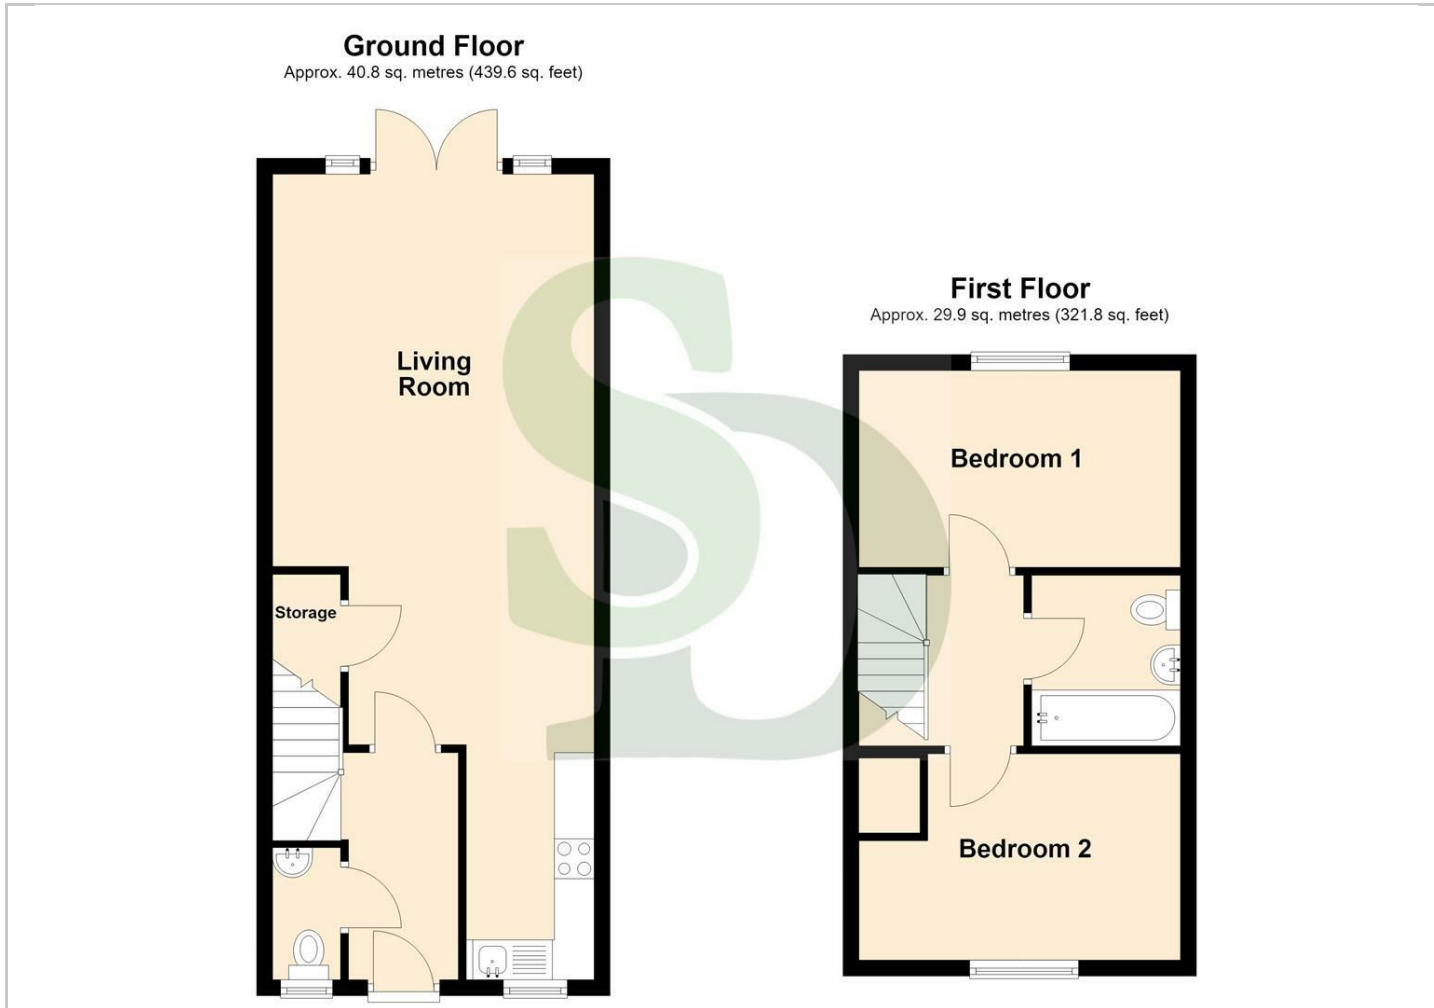 Ground Floor
Approx. 40.8 sq. metres (439.6 sq. feet)
Living
Room
Storage
First Floor
Approx. 29.9 sq. metres (321.8 sq. feet)
Bedroom 1
Bedroom 2
SD